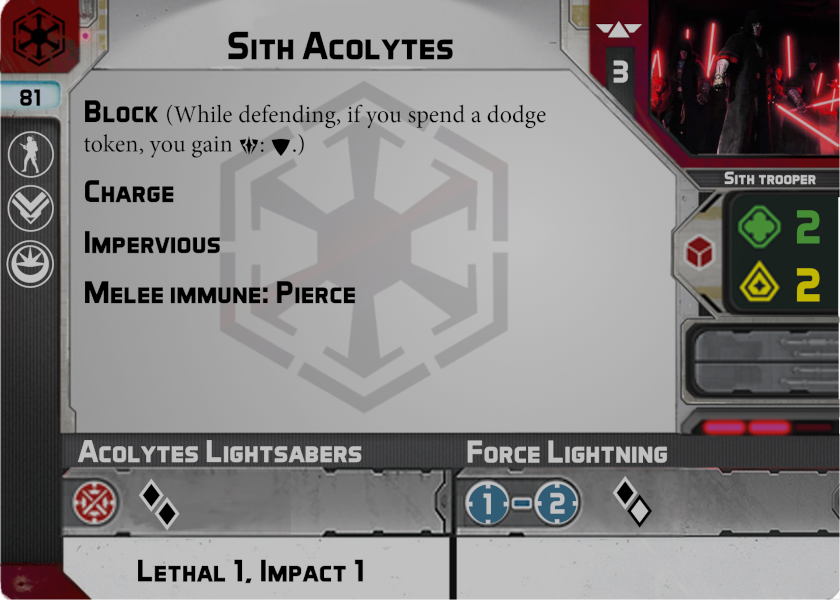 Sith Acolytes
81
3
Block (While defending, if you spend a dodge
token, you gain : .)
Charge
Impervious
Melee immune: Pierce
Sith trooper
2
2
Acolytes Lightsabers
Force Lightning
1-2
Lethal 1, Impact 1